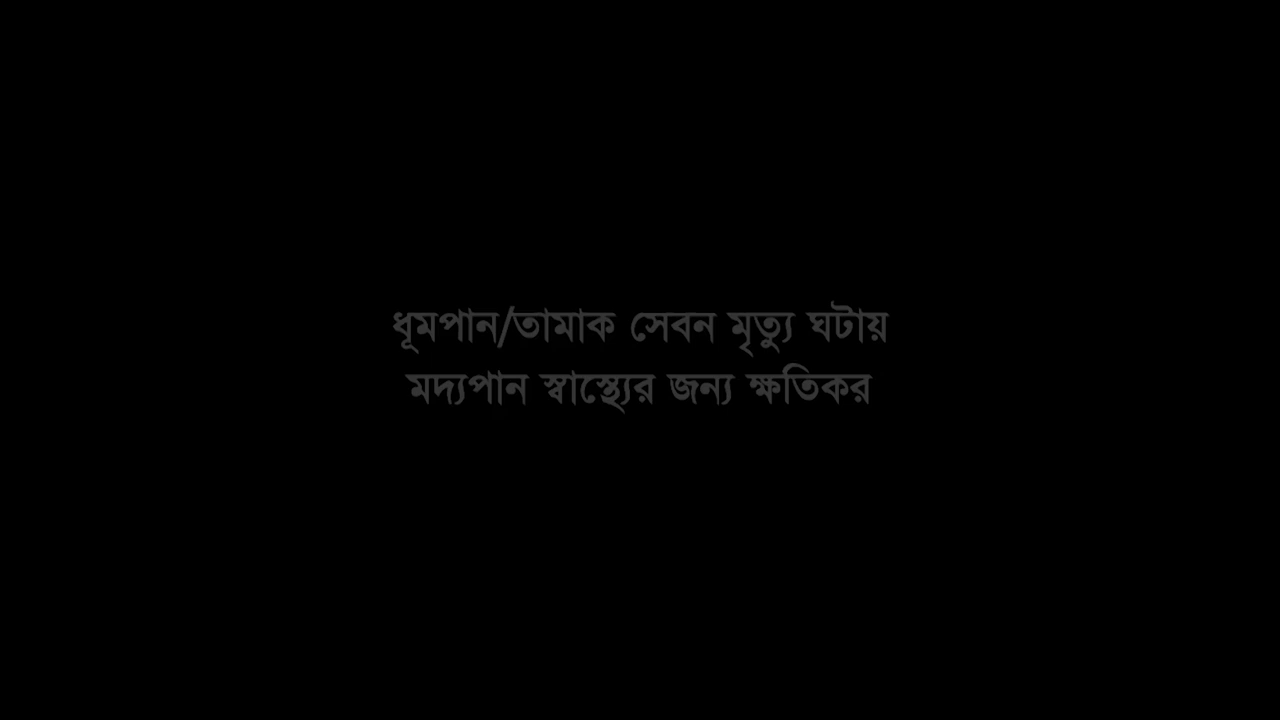 ধূমপান/তামাক সেবন মৃত্যু ঘটায়
মদ্যপান স্বাস্থ্যের জন্য ক্ষতিকর